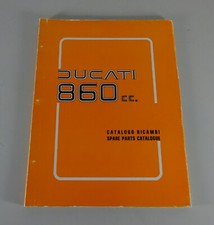 DUCATI
860 cc.
CATALOGO RICAMBI
SPARE PARTS CATALOGUE